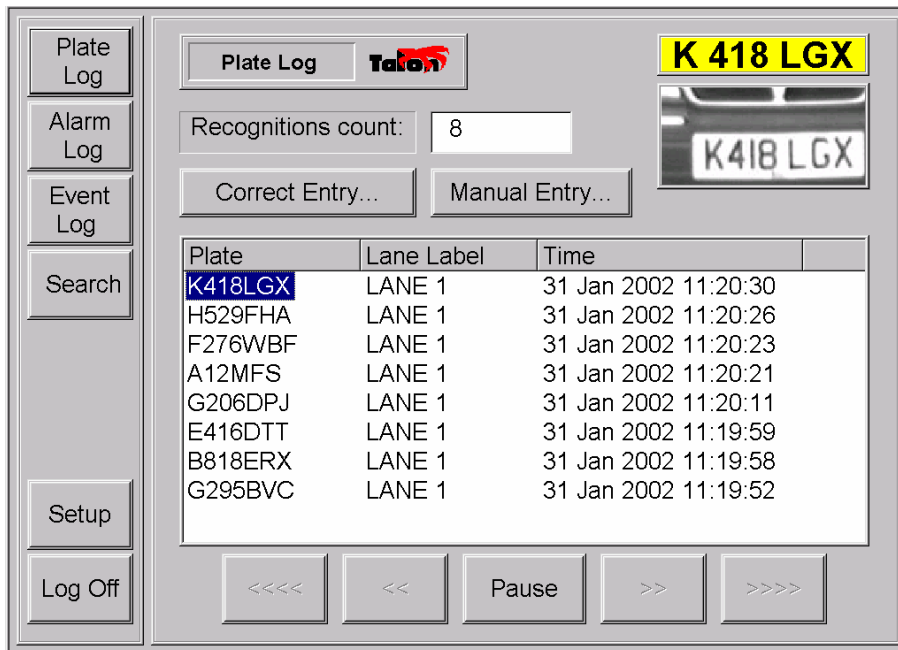 Plate
Log
Alarm
Log
Event
Log
Search
Setup
Log Off
Plate Log Talon
K 418 LGX
Recognitions count: 8
K418 LGX
Correct Entry... Manual Entry...
Plate Lane Label Time
K418LGX LANE 1 31 Jan 2002 11:20:30
H529FHA LANE 1 31 Jan 2002 11:20:26
F276WBF LANE 1 31 Jan 2002 11:20:23
A12MFS LANE 1 31 Jan 2002 11:20:21
G206DPJ LANE 1 31 Jan 2002 11:20:11
E416DTT LANE 1 31 Jan 2002 11:19:59
B818ERX LANE 1 31 Jan 2002 11:19:58
G295BVC LANE 1 31 Jan 2002 11:19:52
<<<< << Pause >> >>>>